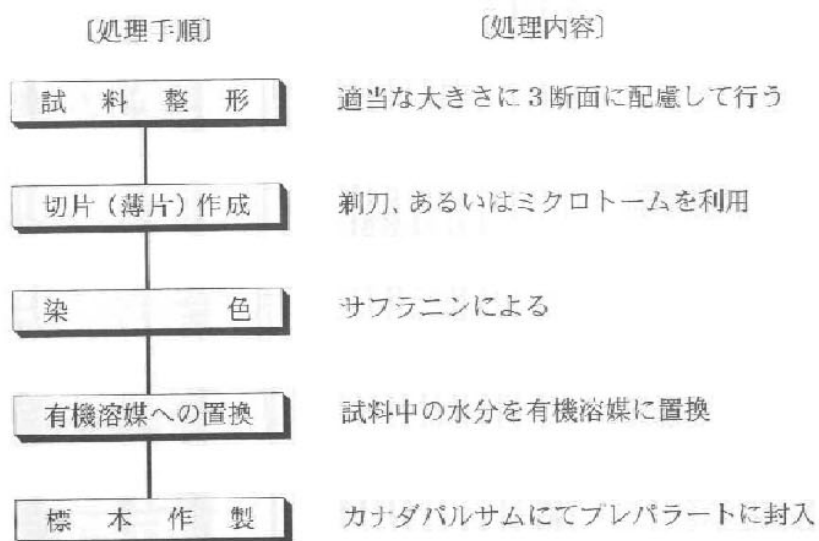 〔処理手順〕 〔処理内容〕
試料整形 適当な大きさに3断面に配慮して行う
切片(薄片)作成 剃刀、あるいはミクロトームを利用
染色 サフラニンによる
有機溶媒への置換 試料中の水分を有機溶媒に置換
標本作製 カナダバルサムにてプレパラートに封入